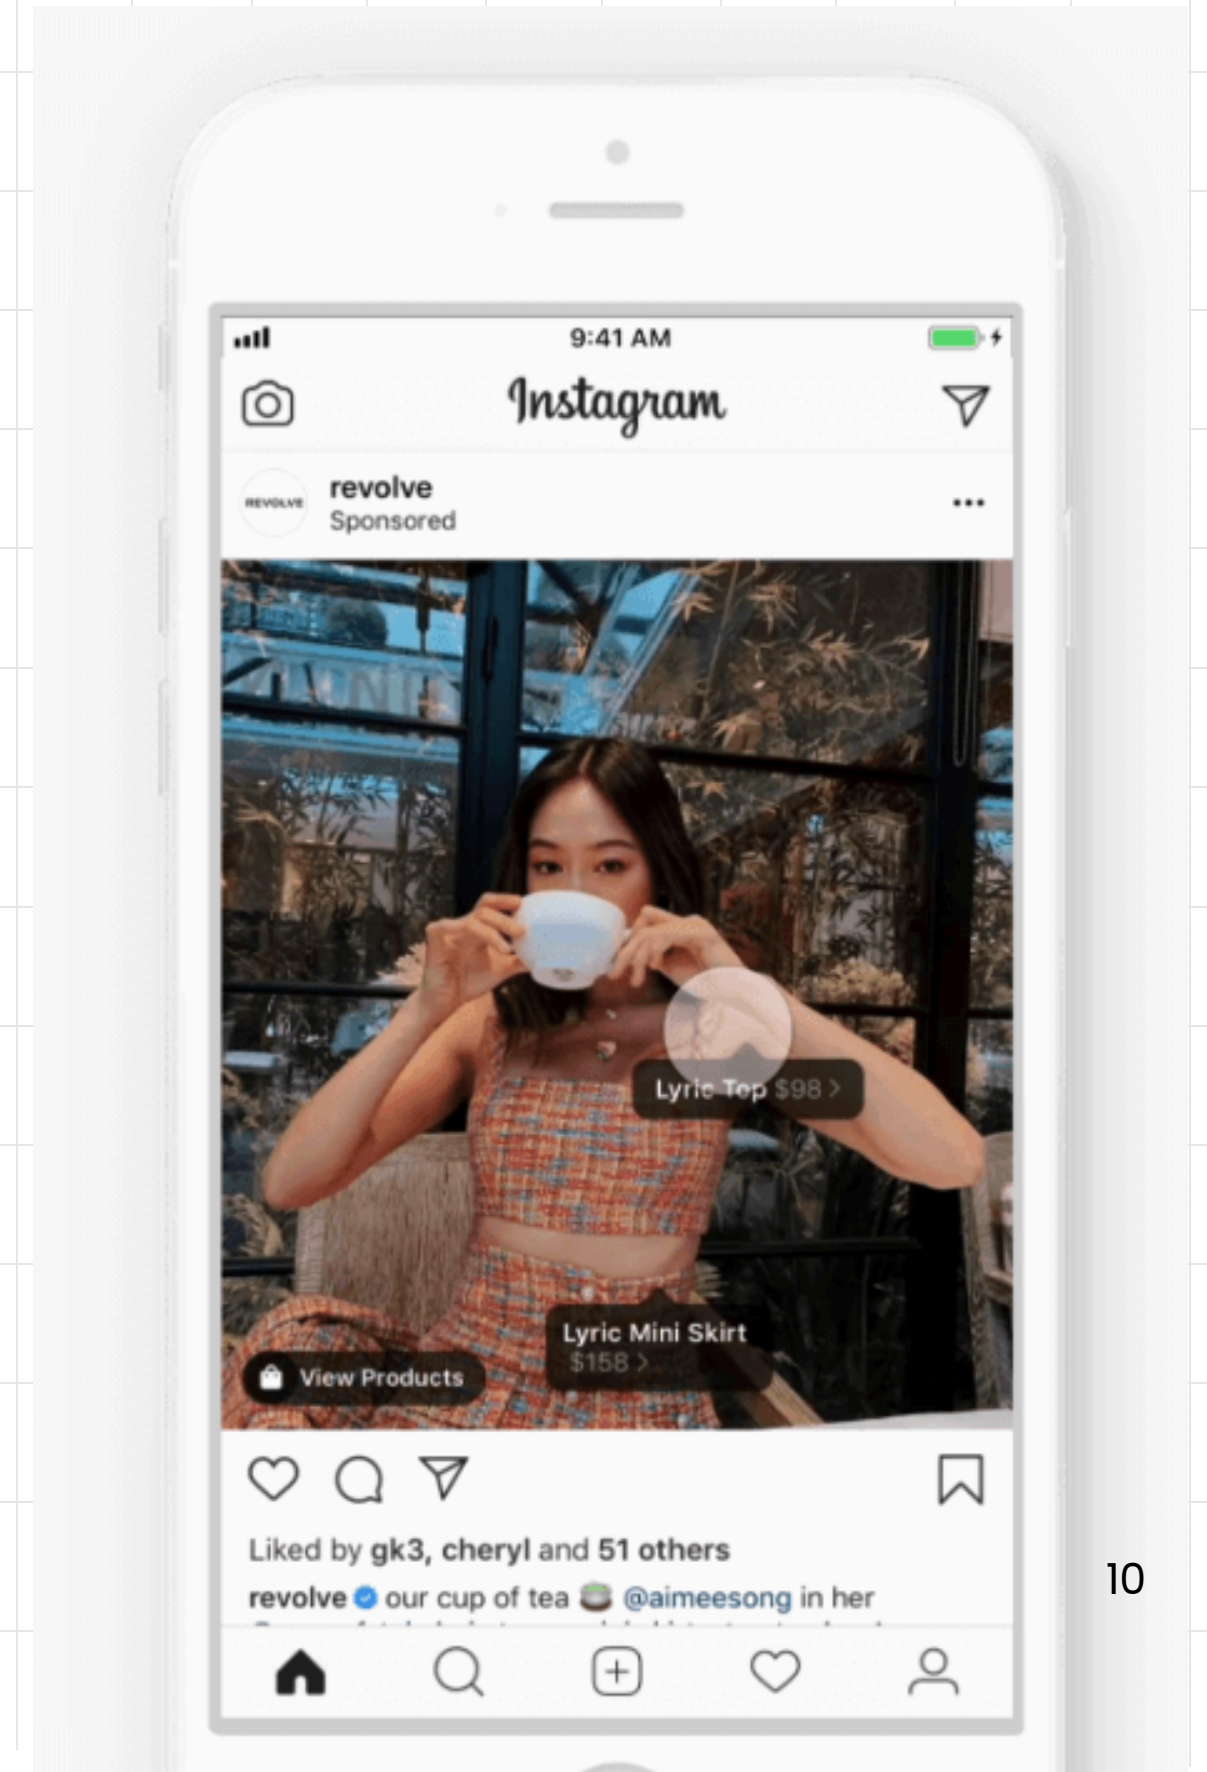 9:41 AM
Instagram
REVOLVE
revolve
Sponsored
Lyric Top $98 >
Lyric Mini Skirt
$158 >
View Products
Liked by gk3, cheryl and 51 others
revolve our cup of tea 🍵 @aimeesong in her
10